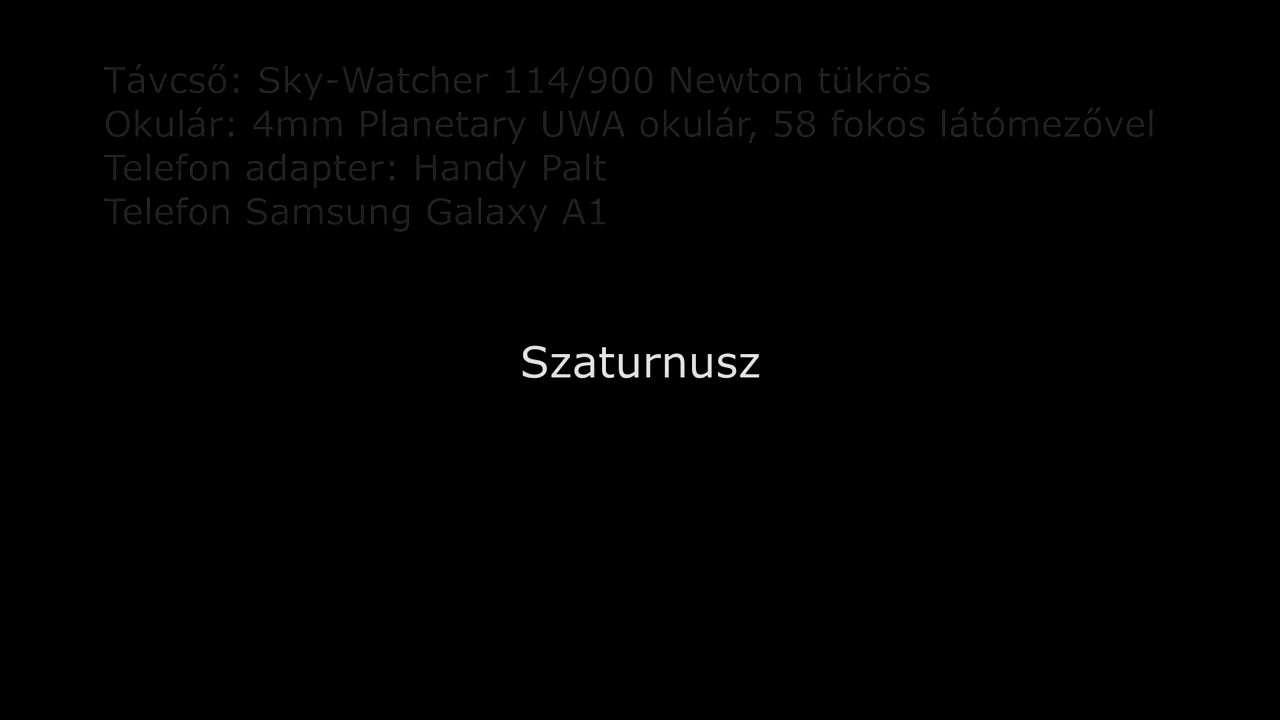 Távcső: Sky-Watcher 114/900 Newton tükrös
Okulár: 4mm Planetary UWA okulár, 58 fokos látómezővel
Telefon adapter: Handy Palt
Telefon Samsung Galaxy A1
Szaturnusz